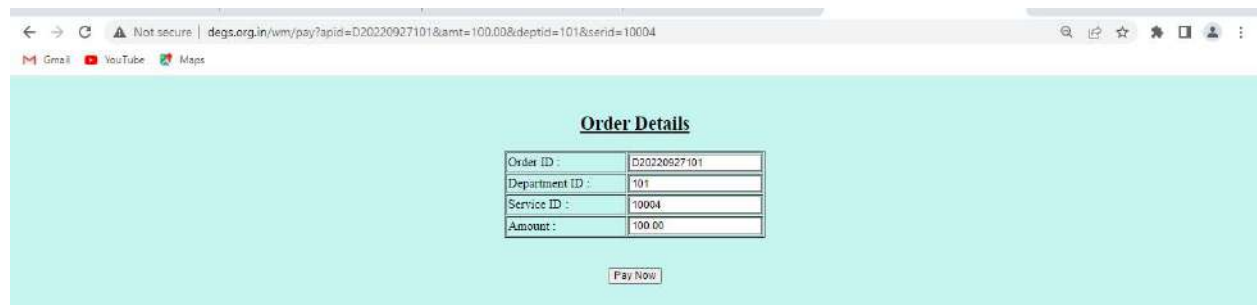 Not secure | degs.org.in/wm/pay?apid=D20220927101&amt=100.00&deptid=101&serid=10004
Gmail YouTube Maps
Order Details
Order ID : D20220927101
Department ID : 101
Service ID : 10004
Amount : 100.00
Pay Now